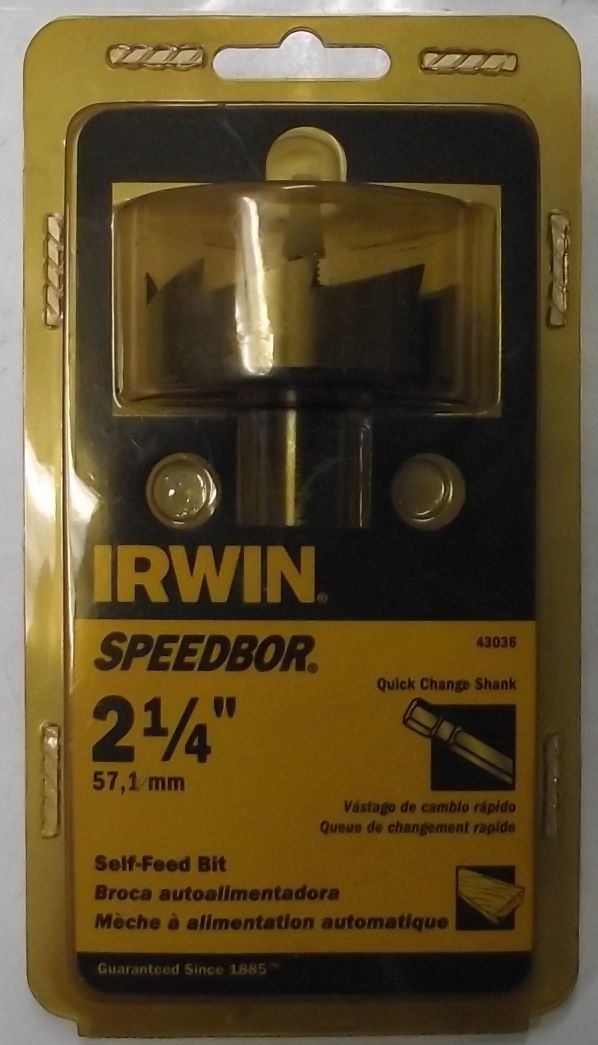 IRWIN®
SPEEDBOR®
43036
2 1/4"
57,1 mm
Quick Change Shank
Vástago de cambio rápido
Queue de changement rapide
Self-Feed Bit
Broca autoalimentadora
Mèche à alimentation automatique
Guaranteed Since 1885™